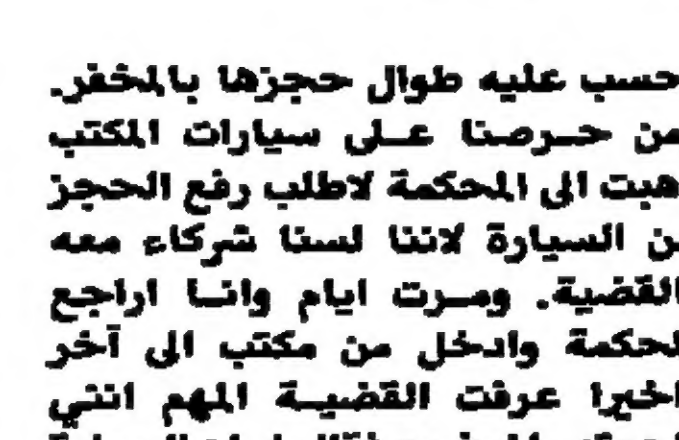 حسب عليه طوال حجزها بالمخفر.
من حرصنا على سيارات المكتب
هبت الى المحكمة لاطلب رفع الحجز
ن السيارة لاننا لسنا شركاء معه
القضية. ومرت ايام وانا اراجع
لحكمة وادخل من مكتب الى آخر
اخيرا عرفت القضية المهم انني